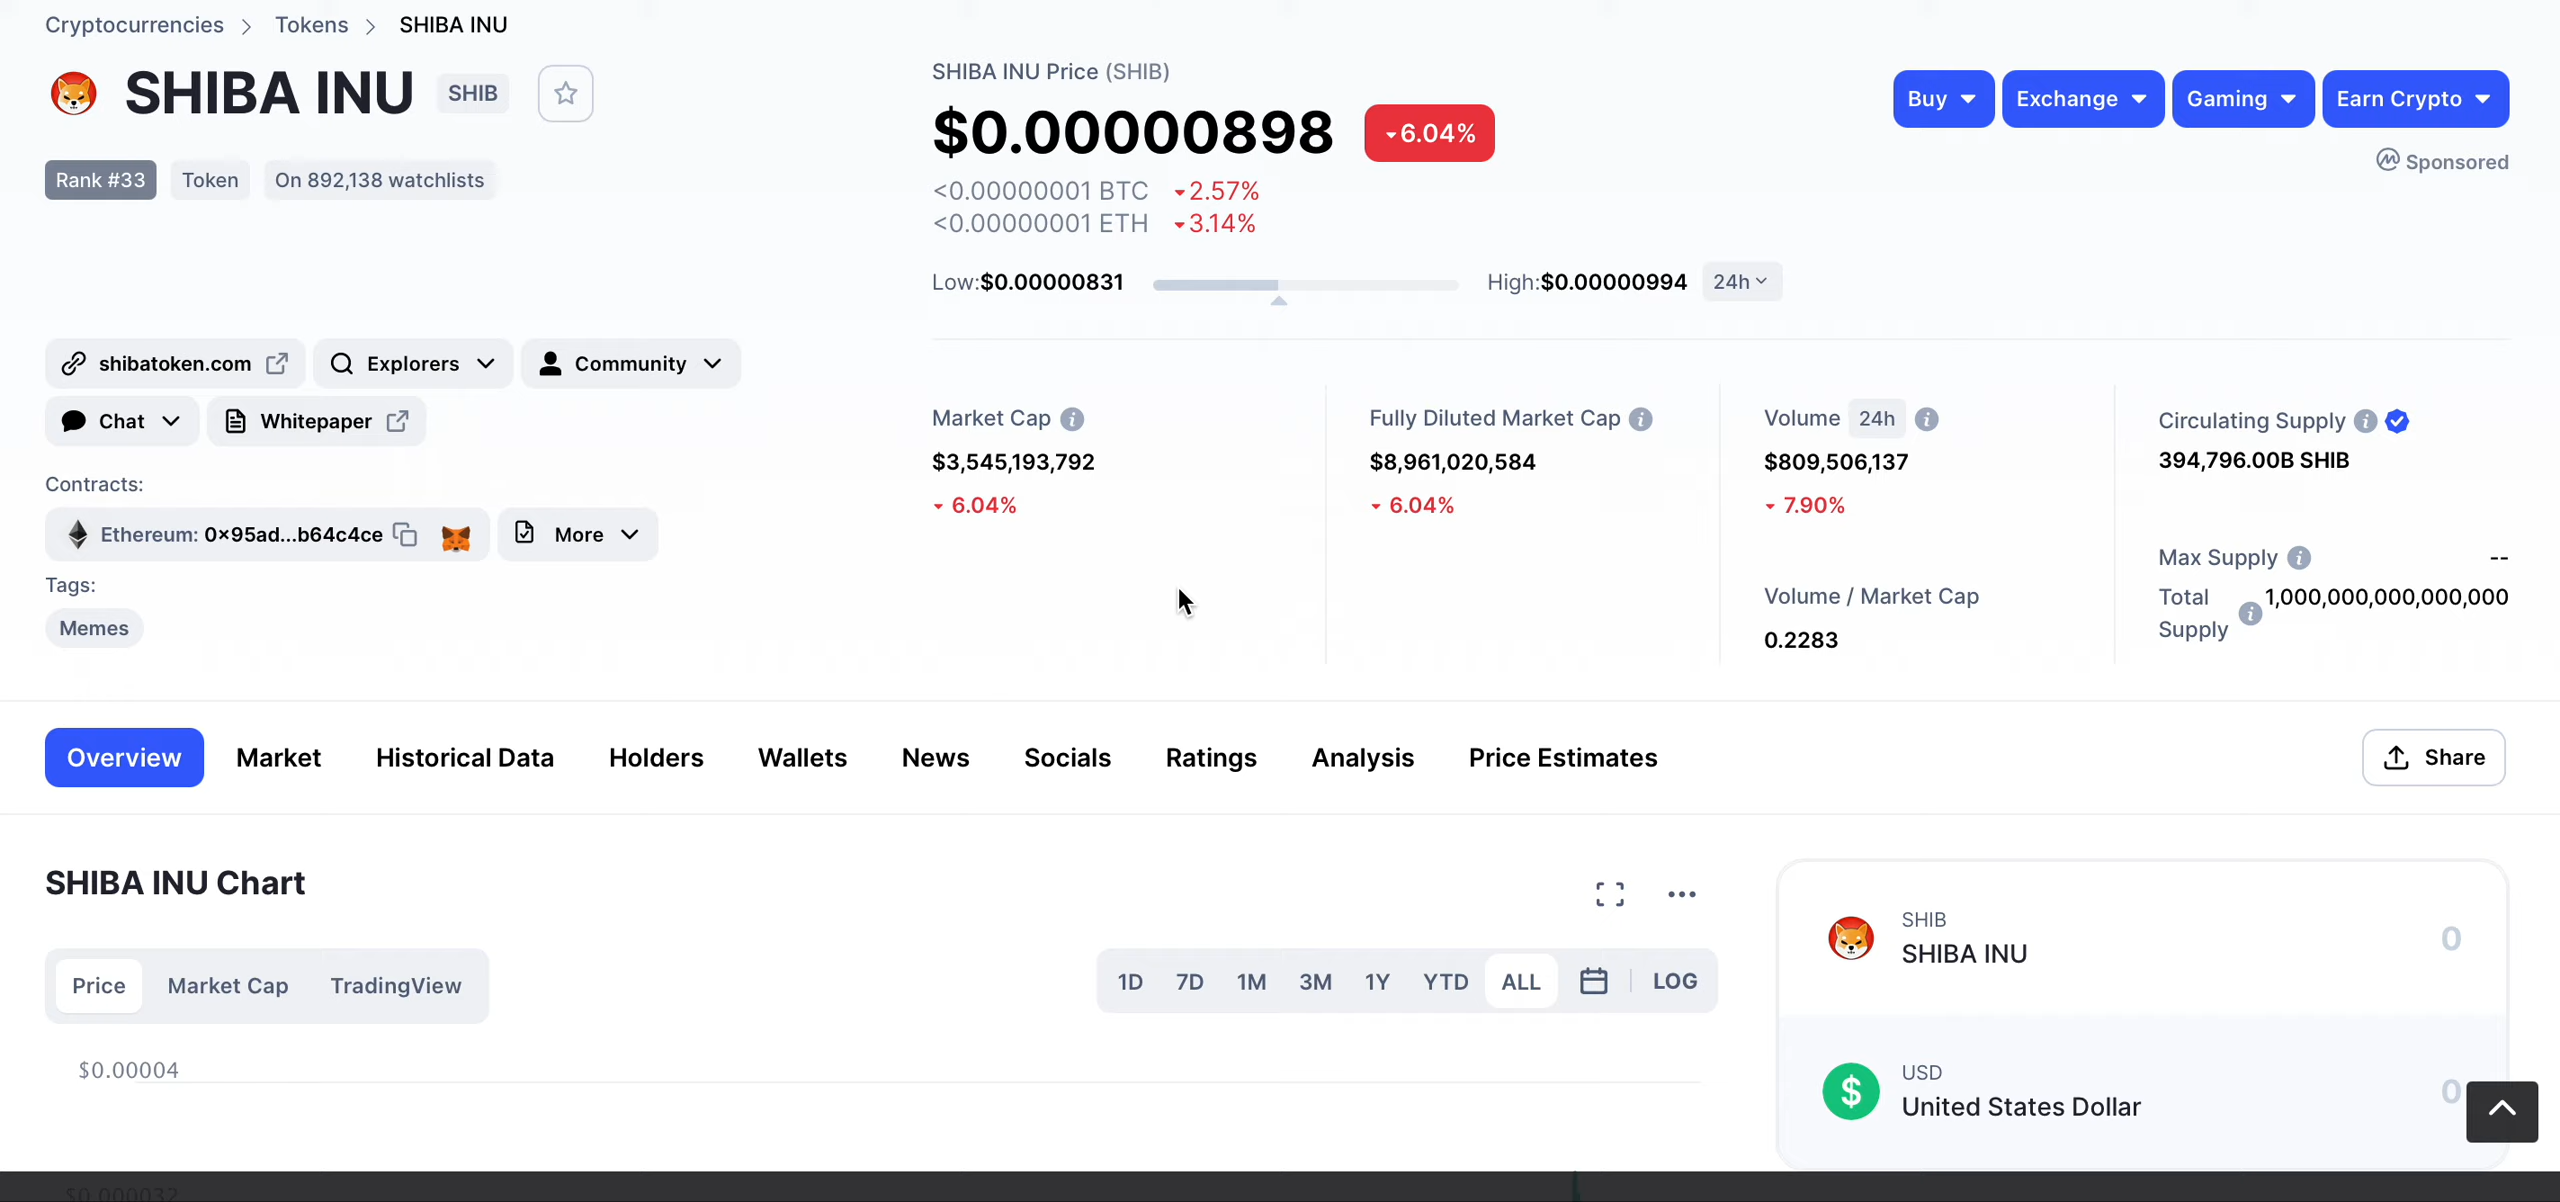 Cryptocurrencies > Tokens > SHIBA INU
SHIBA INU SHIB
Rank #33 Token On 892,138 watchlists
shibatoken.com Explorers Community
Chat Whitepaper
Contracts:
Ethereum: 0x95ad...b64c4ce More
Tags:
Memes
SHIBA INU Price (SHIB)
$0.00000898 6.04%
<0.00000001 BTC 2.57%
<0.00000001 ETH 3.14%
Low:$0.00000831 High:$0.00000994 24h
Buy Exchange Gaming Earn Crypto
Sponsored
Market Cap
$3,545,193,792
6.04%
Fully Diluted Market Cap
$8,961,020,584
6.04%
Volume 24h
$809,506,137
7.90%
Volume / Market Cap
0.2283
Circulating Supply
394,796.00B SHIB
Max Supply --
Total Supply 1,000,000,000,000,000
Overview Market Historical Data Holders Wallets News Socials Ratings Analysis Price Estimates Share
SHIBA INU Chart
Price Market Cap TradingView
1D 7D 1M 3M 1Y YTD ALL LOG
$0.00004
$0.000032
SHIB
SHIBA INU 0
USD
United States Dollar 0